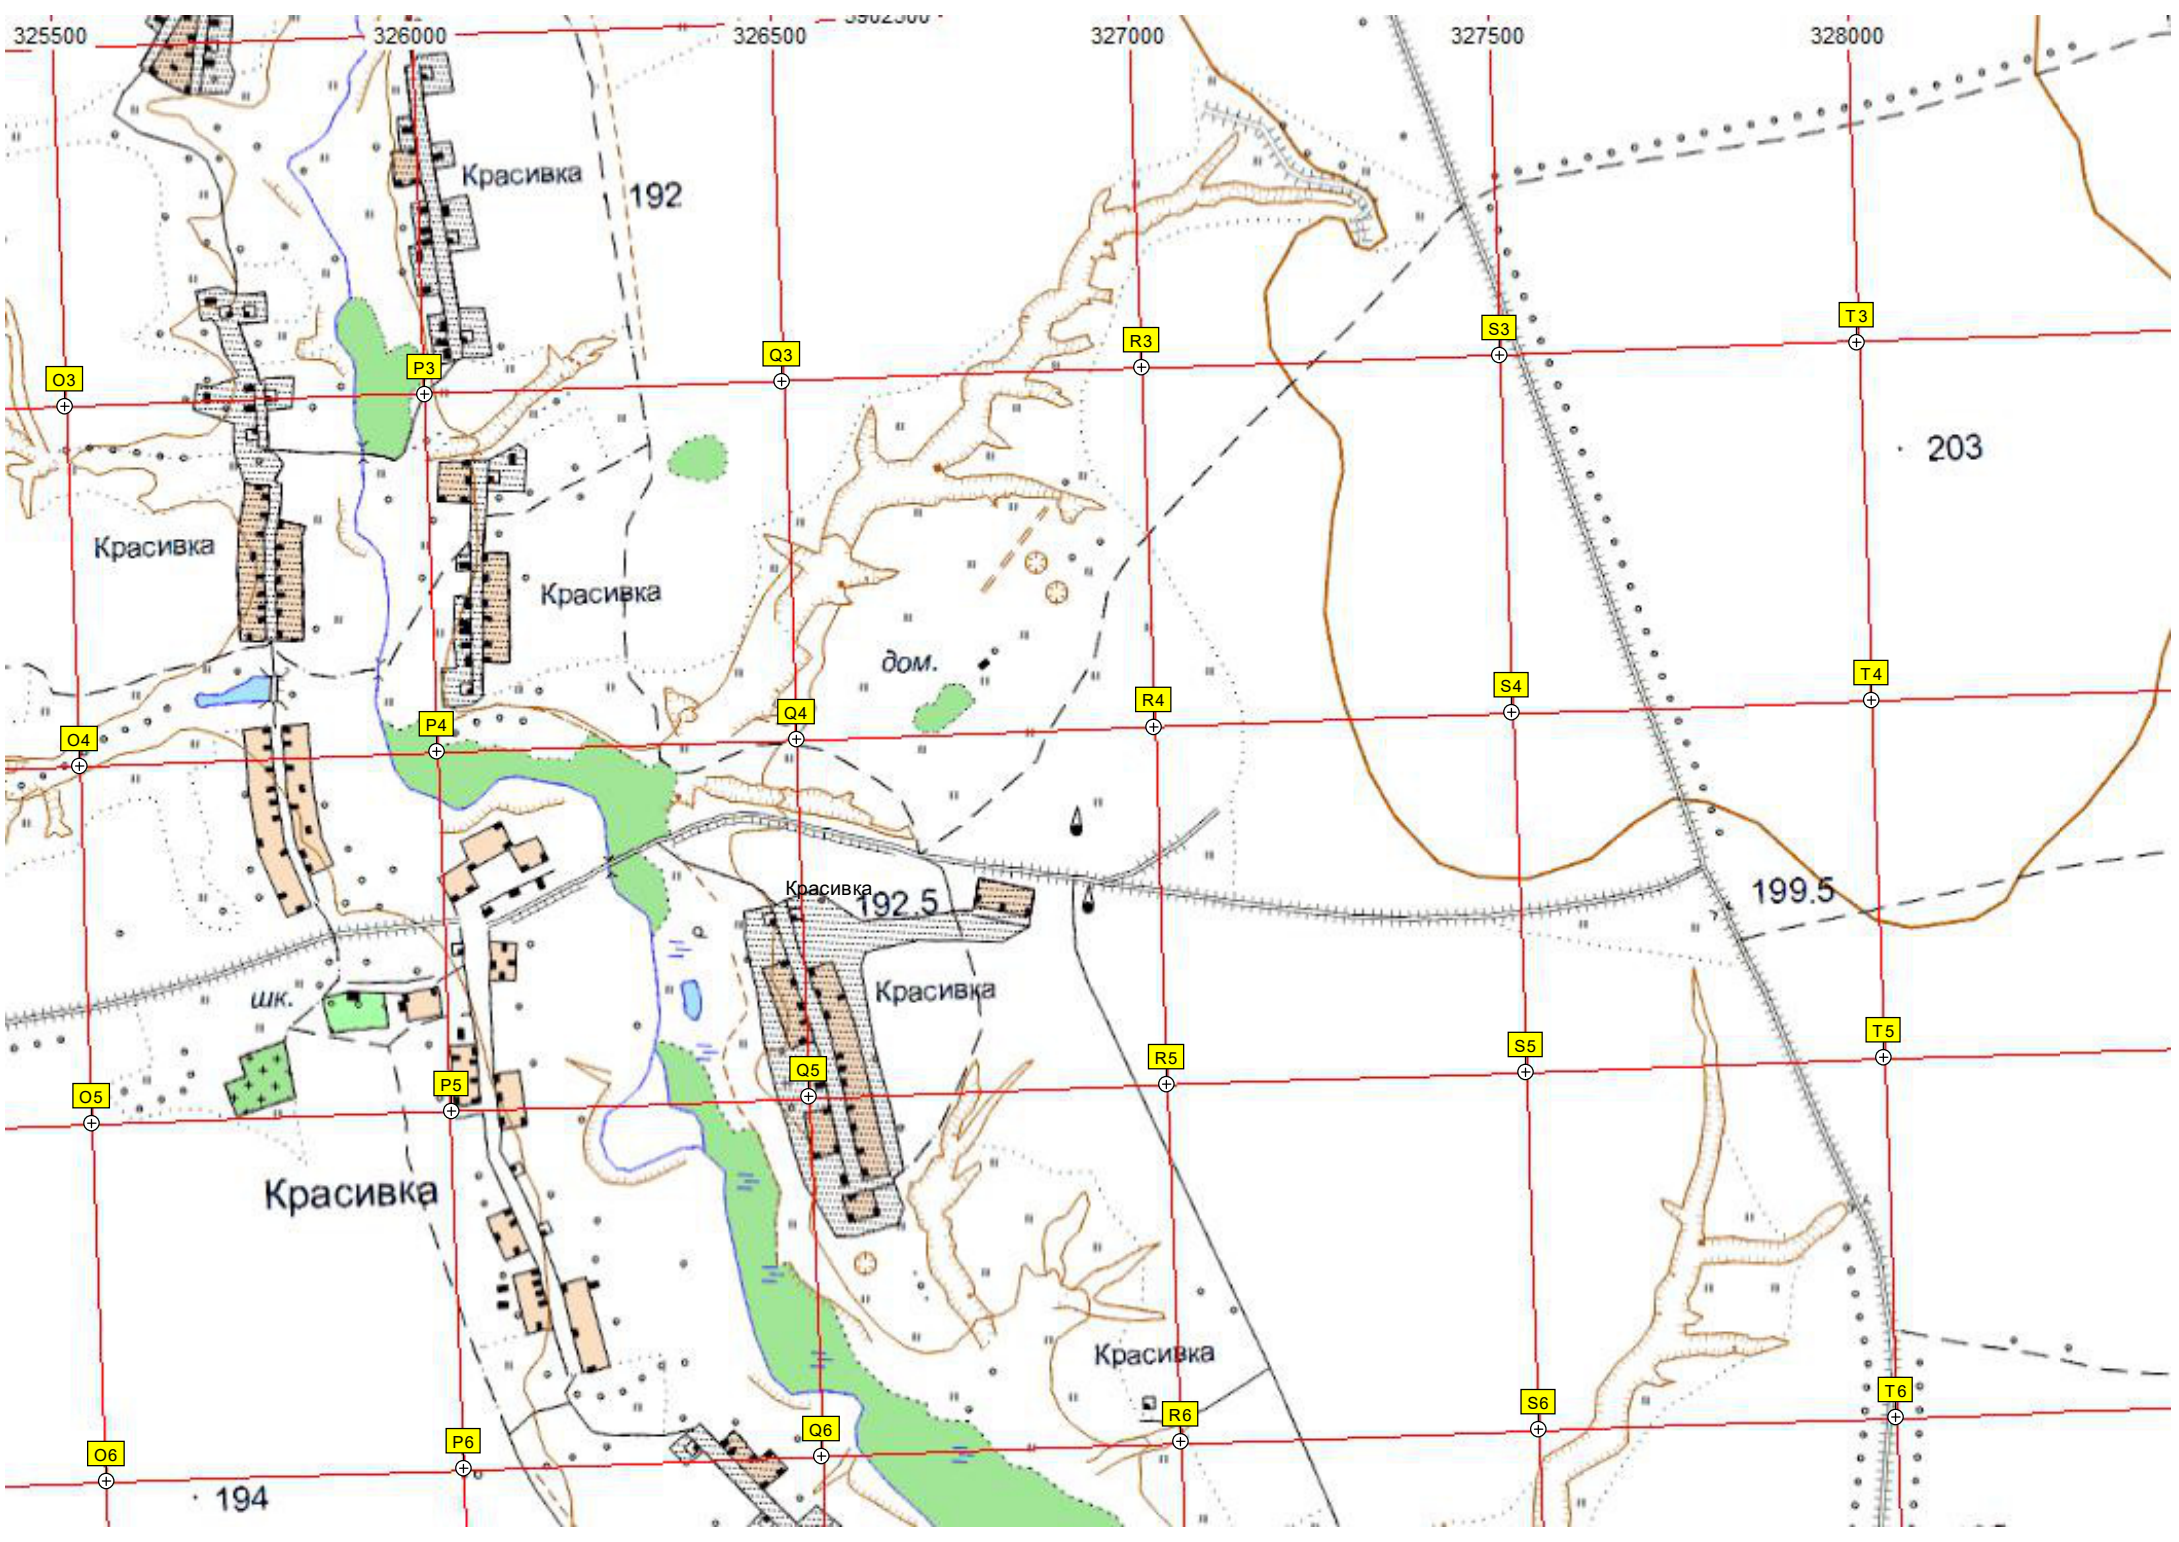 325500
326000
326500
327000
327500
328000
Красивка
192
S3
T3
O3
P3
Q3
R3
203
Красивка
Красивка
дом.
O4
P4
Q4
R4
S4
T4
Красивка
192.5
199.5
шк.
Красивка
O5
P5
Q5
R5
S5
T5
Красивка
Красивка
O6
P6
Q6
R6
S6
T6
194